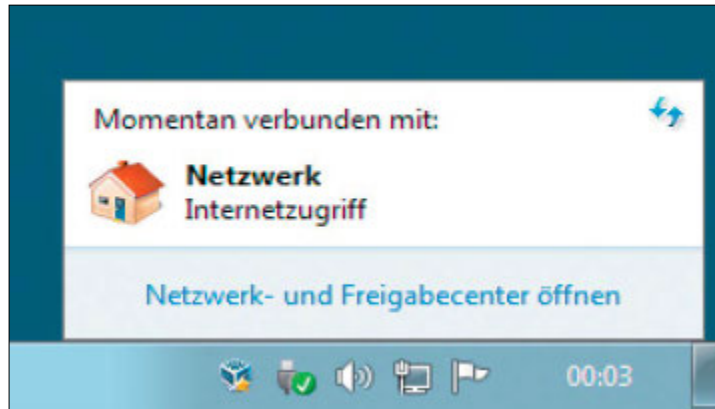 Momentan verbunden mit:
Netzwerk
Internetzugriff
Netzwerk- und Freigabecenter öffnen
00:03